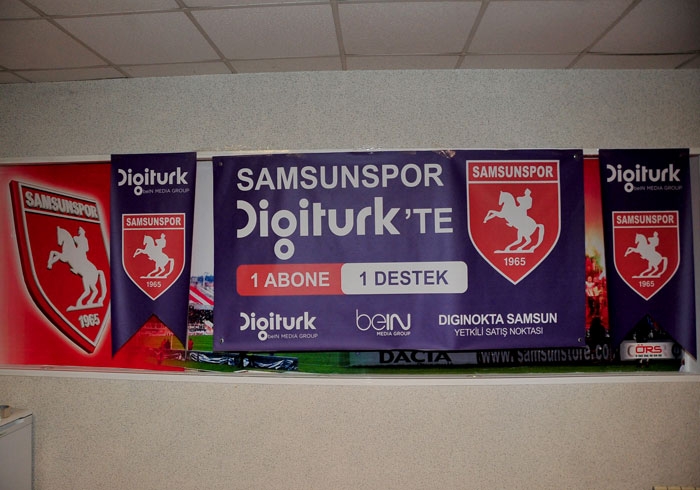 SAMSUNSPOR
1965
Digiturk
beIN MEDIA GROUP
SAMSUNSPOR
1965
SAMSUNSPOR
Digiturk'TE
1 ABONE 1 DESTEK
Digiturk
beIN MEDIA GROUP
beIN
MEDIA GROUP
DIGINOKTA SAMSUN
YETKİLİ SATIŞ NOKTASI
SAMSUNSPOR
1965
Digiturk
beIN MEDIA GROUP
SAMSUNSPOR
1965
DACIA www.samsunstore.co
ÖRS